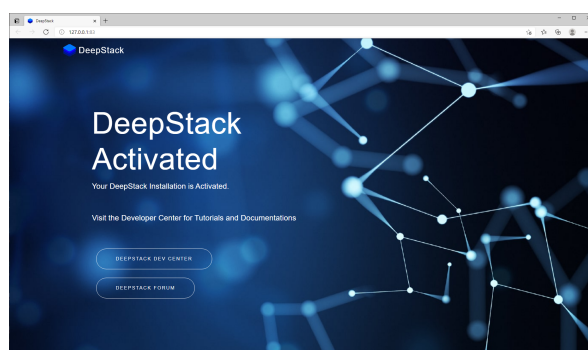 DeepStack
127.0.0.1:83
DeepStack
DeepStack
Activated
Your DeepStack Installation is Activated.
Visit the Developer Center for Tutorials and Documentations
DEEPSTACK DEV CENTER
DEEPSTACK FORUM